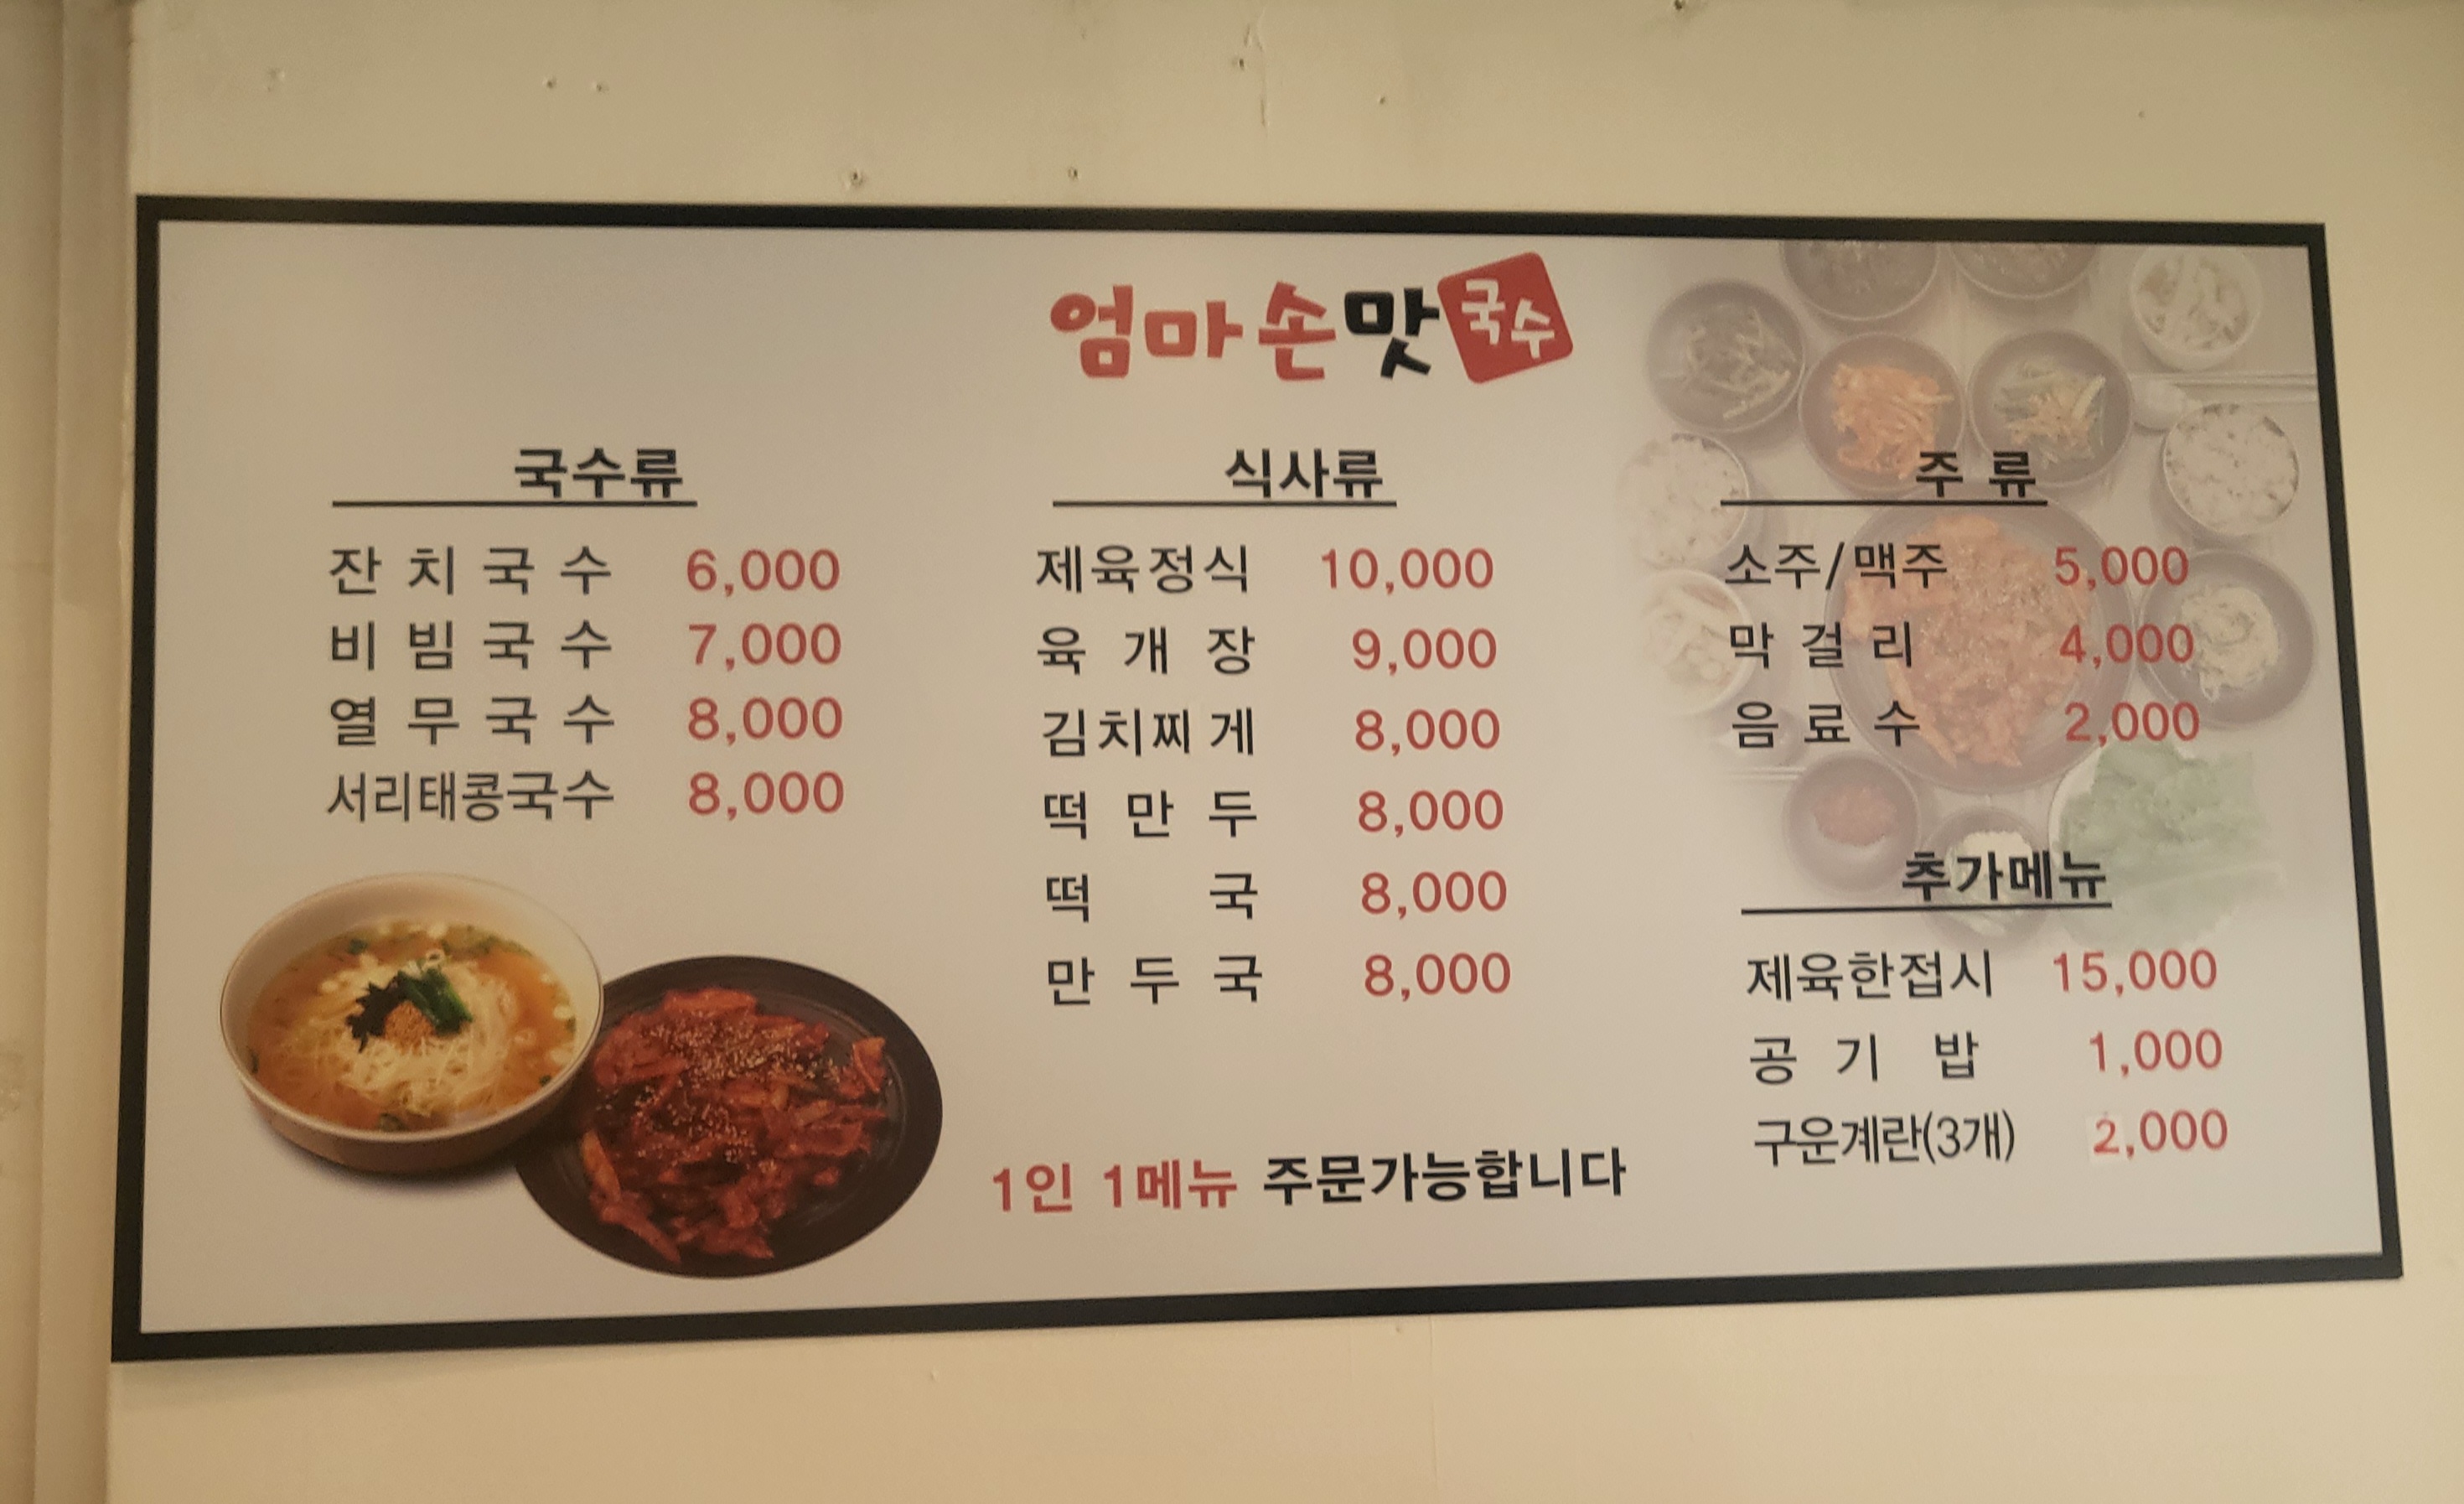 엄마손맛국수
국수류
잔치국수 6,000
비빔국수 7,000
열무국수 8,000
서리태콩국수 8,000
식사류
제육정식 10,000
육개장 9,000
김치찌게 8,000
떡만두 8,000
떡국 8,000
만두국 8,000
주류
소주/맥주 5,000
막걸리 4,000
음료수 2,000
추가메뉴
제육한접시 15,000
공기밥 1,000
구운계란(3개) 2,000
1인 1메뉴 주문가능합니다